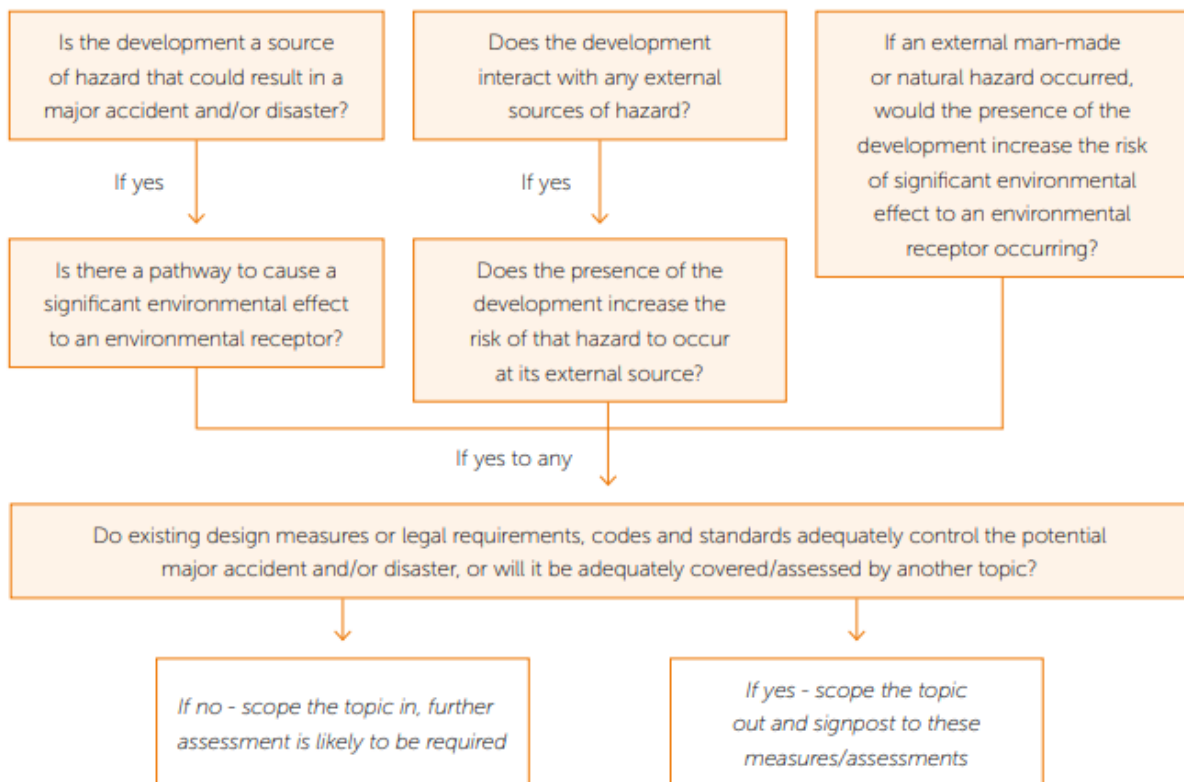 Is the development a source
of hazard that could result in a
major accident and/or disaster?
Does the development
interact with any external
sources of hazard?
If an external man-made
or natural hazard occurred,
would the presence of the
development increase the risk
of significant environmental
effect to an environmental
receptor occurring?
If yes
If yes
Is there a pathway to cause a
significant environmental effect
to an environmental receptor?
Does the presence of the
development increase the
risk of that hazard to occur
at its external source?
If yes to any
Do existing design measures or legal requirements, codes and standards adequately control the potential
major accident and/or disaster, or will it be adequately covered/assessed by another topic?
If no - scope the topic in, further
assessment is likely to be required
If yes - scope the topic
out and signpost to these
measures/assessments